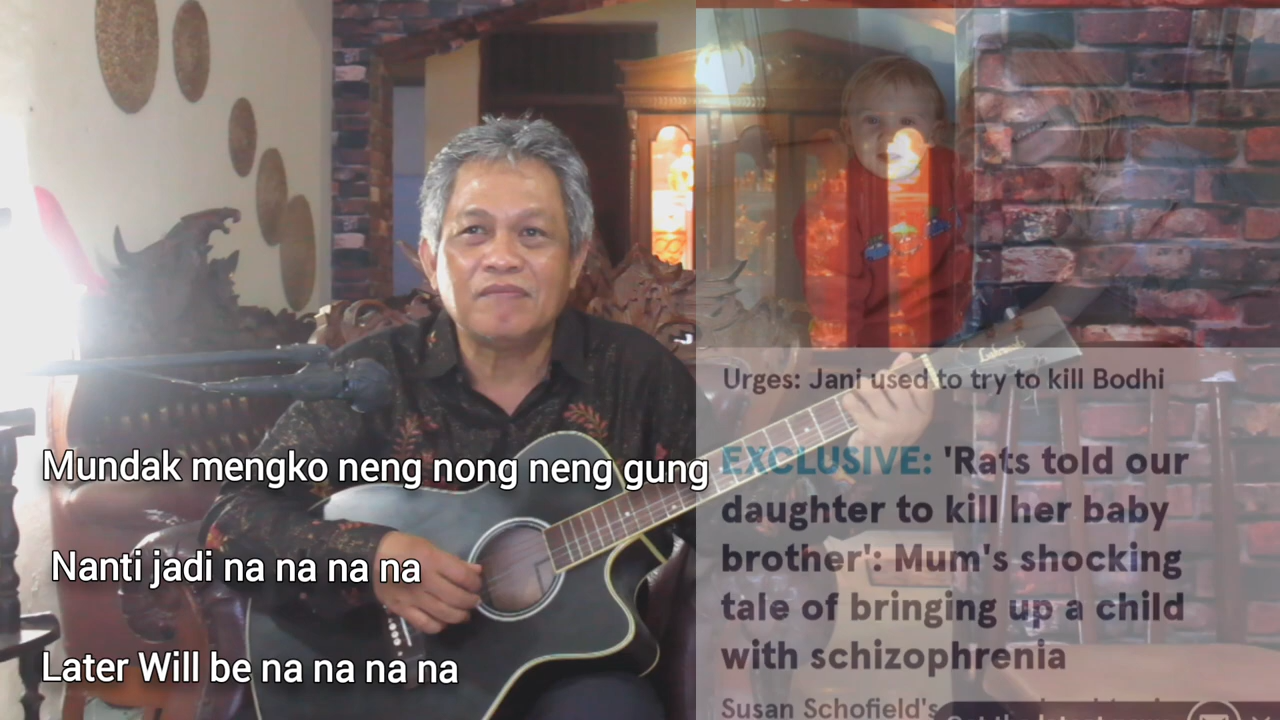 Mundak mengko neng nong neng gung
Nanti jadi na na na na
Later Will be na na na na
Urges: Jani used to try to kill Bodhi
EXCLUSIVE: 'Rats told our
daughter to kill her baby
brother': Mum's shocking
tale of bringing up a child
with schizophrenia
Susan Schofield's